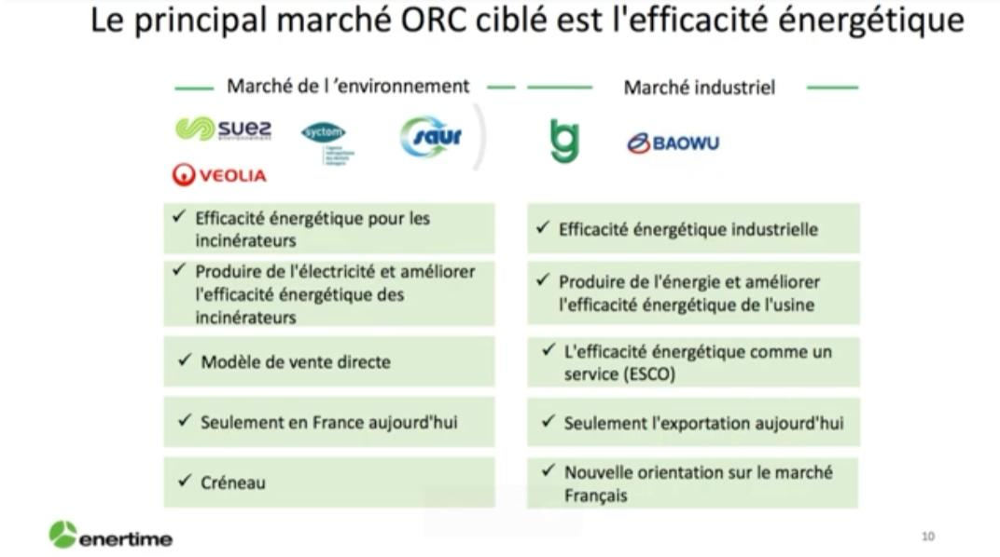 Le principal marché ORC ciblé est l'efficacité énergétique
Marché de l 'environnement
Marché industriel
suez
syctom
saur
bg
BAOWU
VEOLIA
✓ Efficacité énergétique pour les
incinérateurs
✓ Produire de l'électricité et améliorer
l'efficacité énergétique des
incinérateurs
✓ Modèle de vente directe
✓ Seulement en France aujourd'hui
✓ Créneau
✓ Efficacité énergétique industrielle
✓ Produire de l'énergie et améliorer
l'efficacité énergétique de l'usine
✓ L'efficacité énergétique comme un
service (ESCO)
✓ Seulement l'exportation aujourd'hui
✓ Nouvelle orientation sur le marché
Français
enertime
10